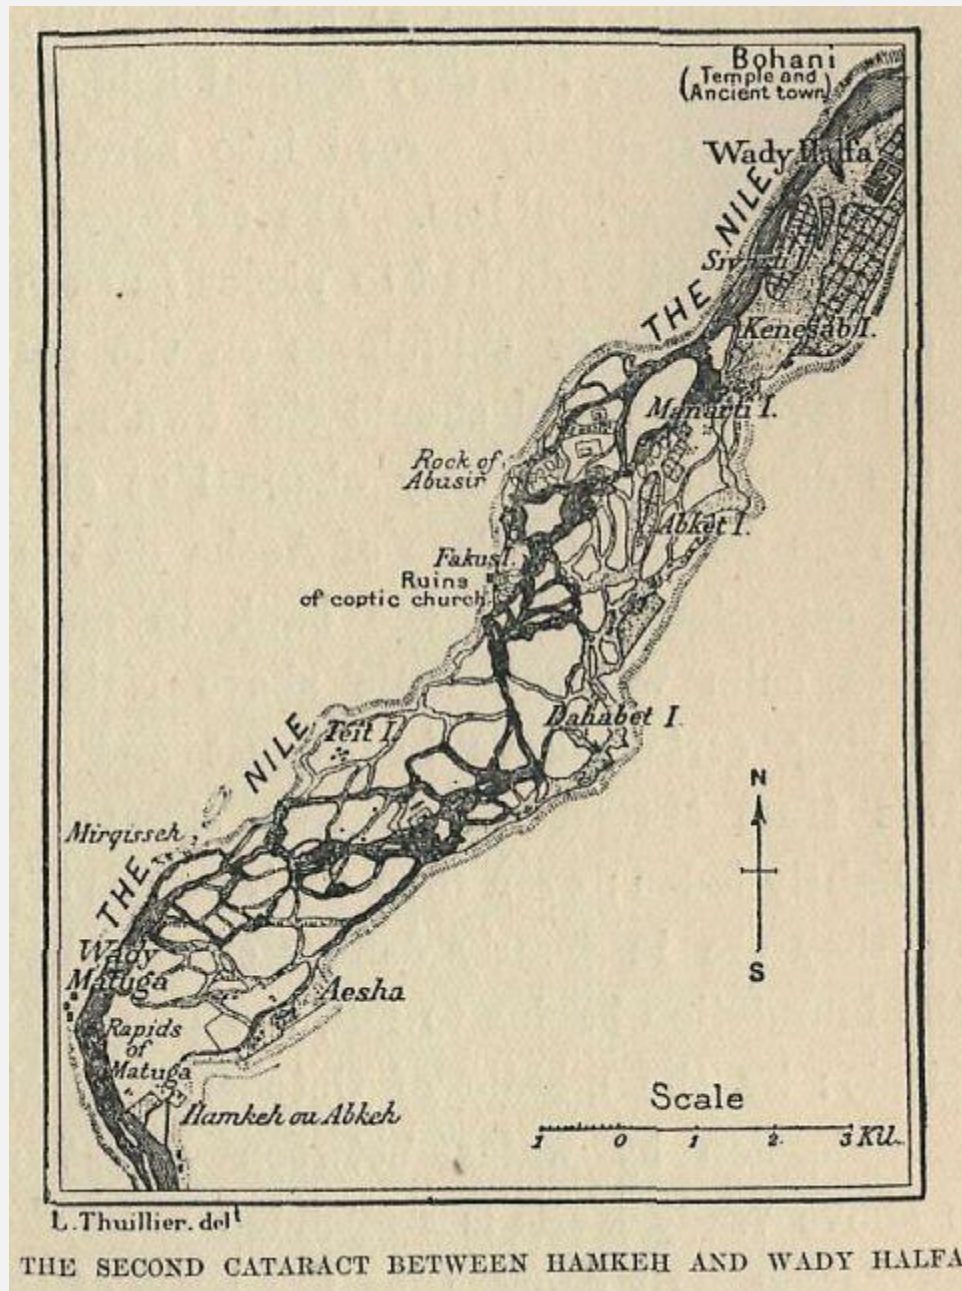 Bohani
(Temple and
Ancient town)
Wady Halfa
THE NILE
Kenesab I.
Manarti I.
Rock of
Abusir
Abket I.
Fakus I.
Ruins
of coptic church
Dahabet I.
Teit I.
THE NILE
Mirgisseh
N
S
Wady
Matuga
Aesha
Rapids
of
Matuga
Hamkeh ou Abkeh
Scale
1 0 1 2 3 Kil.
L. Thuillier. delt
THE SECOND CATARACT BETWEEN HAMKEH AND WADY HALFA